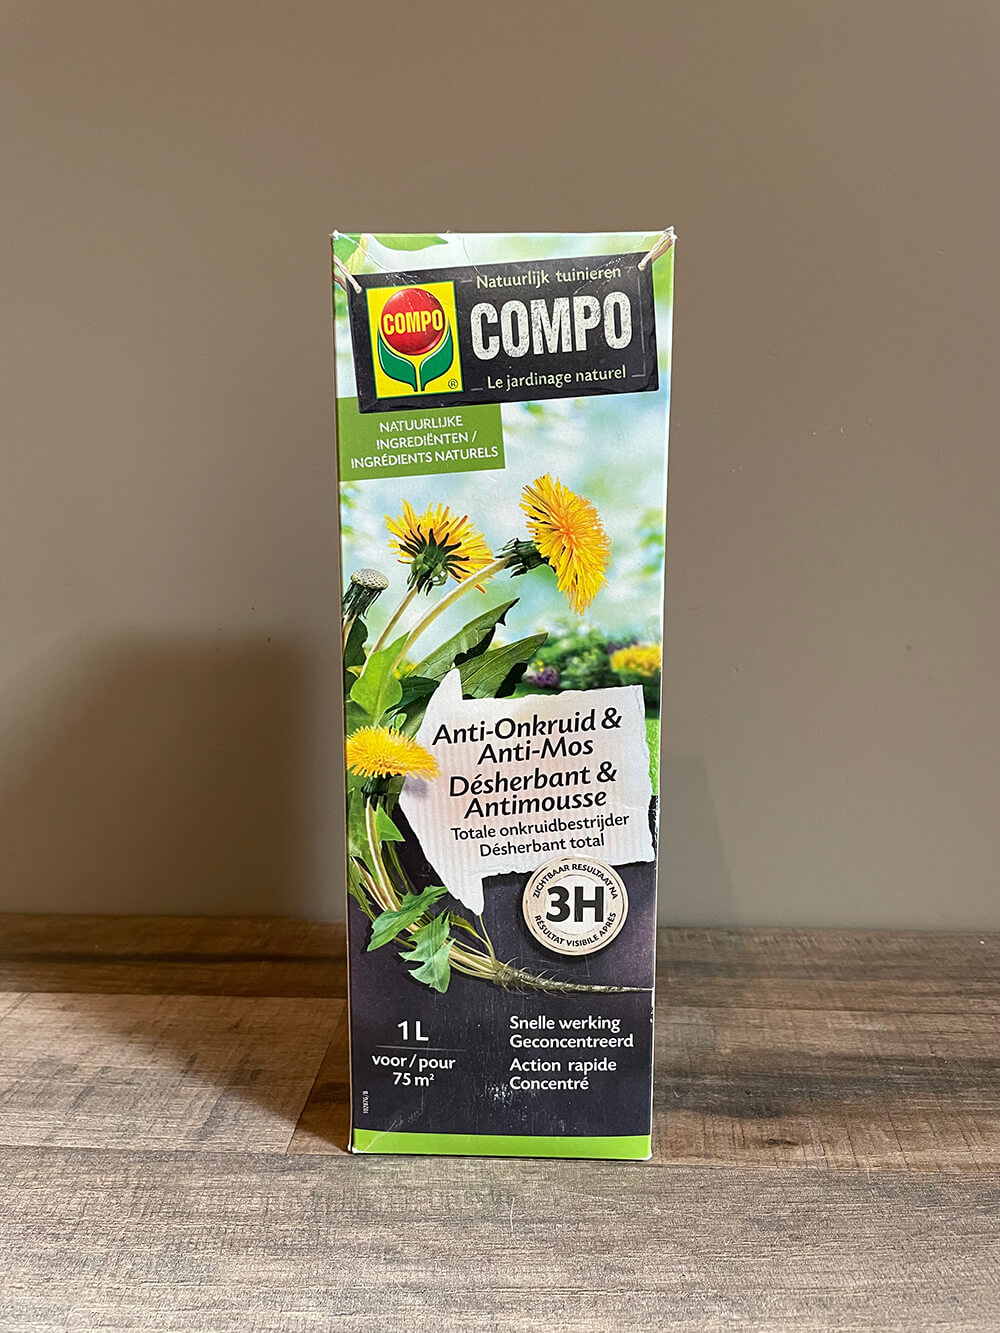 Natuurlijk tuinieren
COMPO
COMPO
®
Le jardinage naturel
NATUURLIJKE
INGREDIËNTEN /
INGRÉDIENTS NATURELS
Anti-Onkruid &
Anti-Mos
Désherbant &
Antimousse
Totale onkruidbestrijder
Désherbant total
ZICHTBAAR RESULTAAT NA
3H
RÉSULTAT VISIBILE APRÈS
1L
voor / pour
75 m²
Snelle werking
Geconcentreerd
Action rapide
Concentré